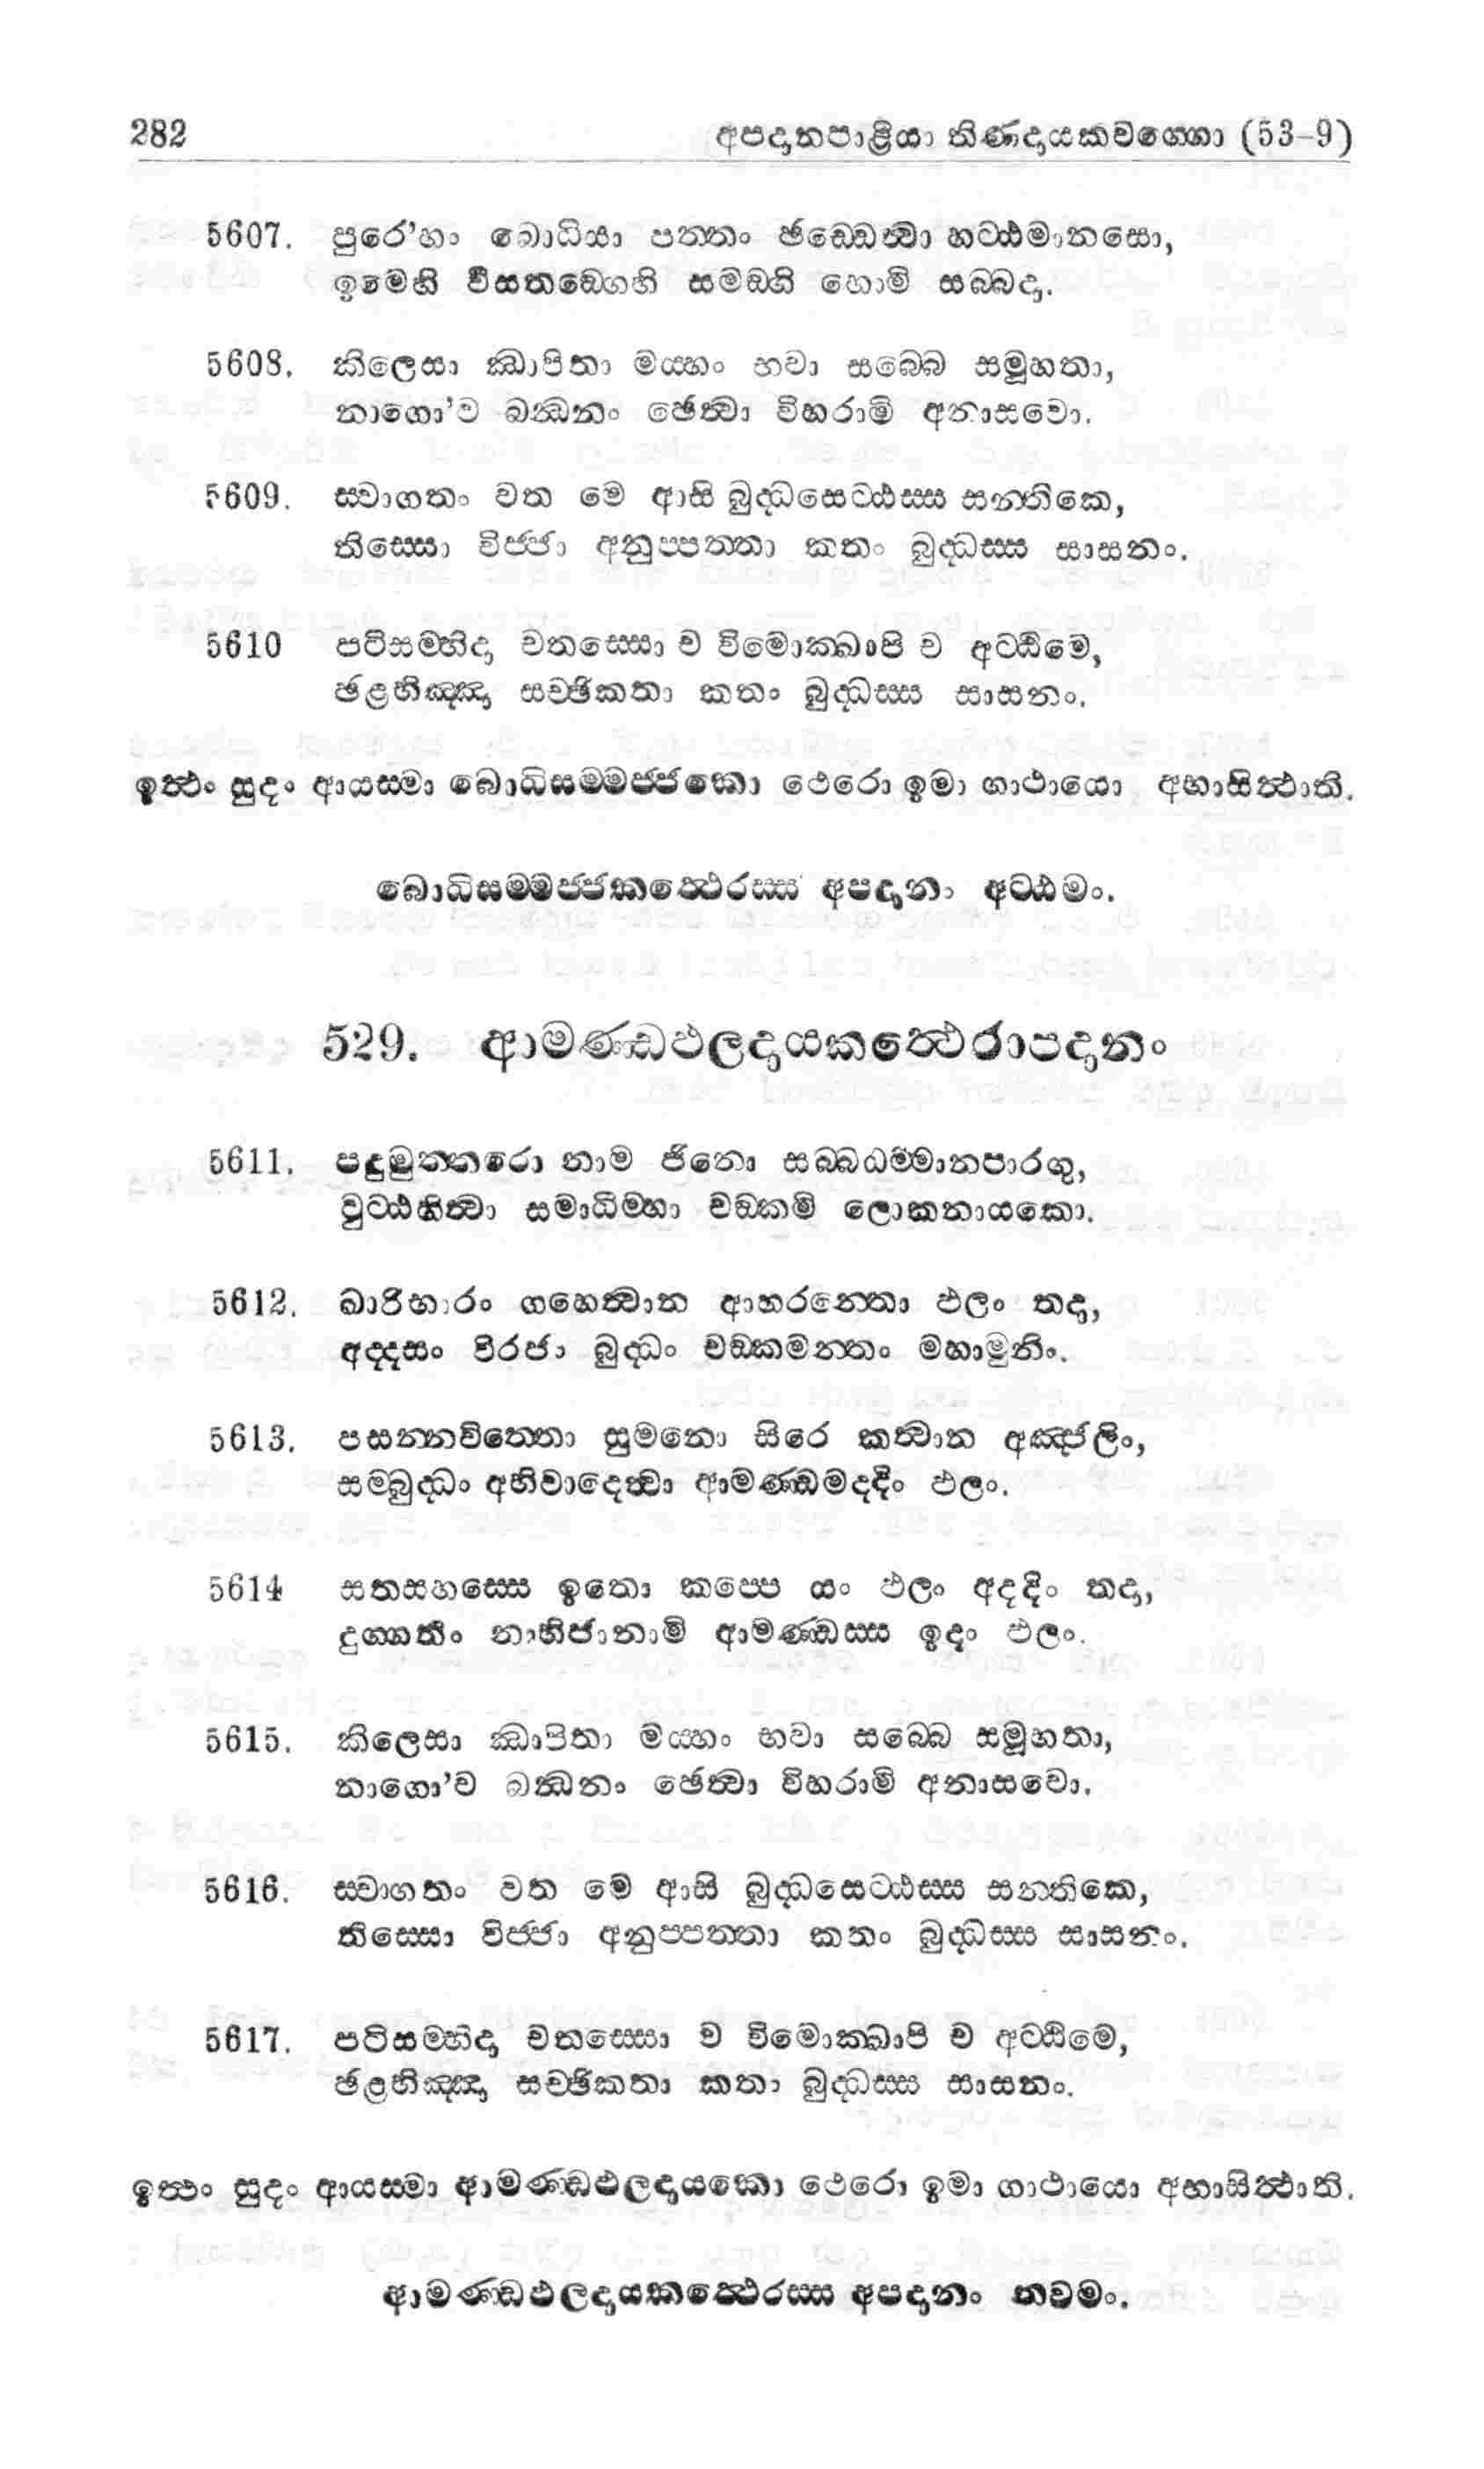 282 අපදානපාළියා තිණදායකවග්ගො (53-9)
5607. පුරෙ'හං බොධියා පත්තං ඡඩ්ඩෙත්වා හට්ඨමානසො,
ඉමෙහි වීසතඞ්ගෙහි සමඞ්ගි හොමි සබ්බදා.
5608. කිලෙසා ඣාපිතා මය්හං භවා සබ්බෙ සමූහතා,
නාගො'ව බන්ධනං ඡෙත්වා විහරාමි අනාසවො.
5609. ස්වාගතං වත මෙ ආසි බුද්ධසෙට්ඨස්ස සන්තිකෙ,
තිස්සො විජ්ජා අනුප්පත්තා කතං බුද්ධස්ස සාසනං.
5610 පටිසම්භිදා චතස්සො ච විමොක්ඛාපි ච අට්ඨිමෙ,
ඡළභිඤ්ඤා සච්ඡිකතා කතං බුද්ධස්ස සාසනං.
ඉත්ථං සුදං ආයස්මා බොධිසම්මජ්ජකො ථෙරො ඉමා ගාථායො අභාසිත්ථාති.
බොධිසම්මජ්ජකත්ථෙරස්ස අපදානං අට්ඨමං.
529. ආමණ්ඩඵලදායකත්ථෙරාපදානං
5611. පදුමුත්තරො නාම ජිනො සබ්බධම්මානපාරගු,
වුට්ඨහිත්වා සමාධිම්හා චඞ්කමි ලොකනායකො.
5612. ඛාරිභාරං ගහෙත්වාන ආහරන්තො ඵලං තදා,
අද්දසං විරජං බුද්ධං චඞ්කමන්තං මහාමුනිං.
5613. පසන්නචිත්තො සුමනො සිරෙ කත්වාන අඤ්ජලිං,
සම්බුද්ධං අභිවාදෙත්වා ආමණ්ඩමදදිං ඵලං.
5614 සතසහස්සෙ ඉතො කප්පෙ යං ඵලං අදදිං තදා,
දුග්ගතිං නාභිජානාමි ආමණ්ඩස්ස ඉදං ඵලං.
5615. කිලෙසා ඣාපිතා මය්හං භවා සබ්බෙ සමූහතා,
නාගො'ව බන්ධනං ඡෙත්වා විහරාමි අනාසවො.
5616. ස්වාගතං වත මෙ ආසි බුද්ධසෙට්ඨස්ස සන්තිකෙ,
තිස්සො විජ්ජා අනුප්පත්තා කතං බුද්ධස්ස සාසනං.
5617. පටිසම්භිදා චතස්සො ච විමොක්ඛාපි ච අට්ඨිමෙ,
ඡළභිඤ්ඤා සච්ඡිකතා කතං බුද්ධස්ස සාසනං.
ඉත්ථං සුදං ආයස්මා ආමණ්ඩඵලදායකො ථෙරො ඉමා ගාථායො අභාසිත්ථාති.
ආමණ්ඩඵලදායකත්ථෙරස්ස අපදානං නවමං.